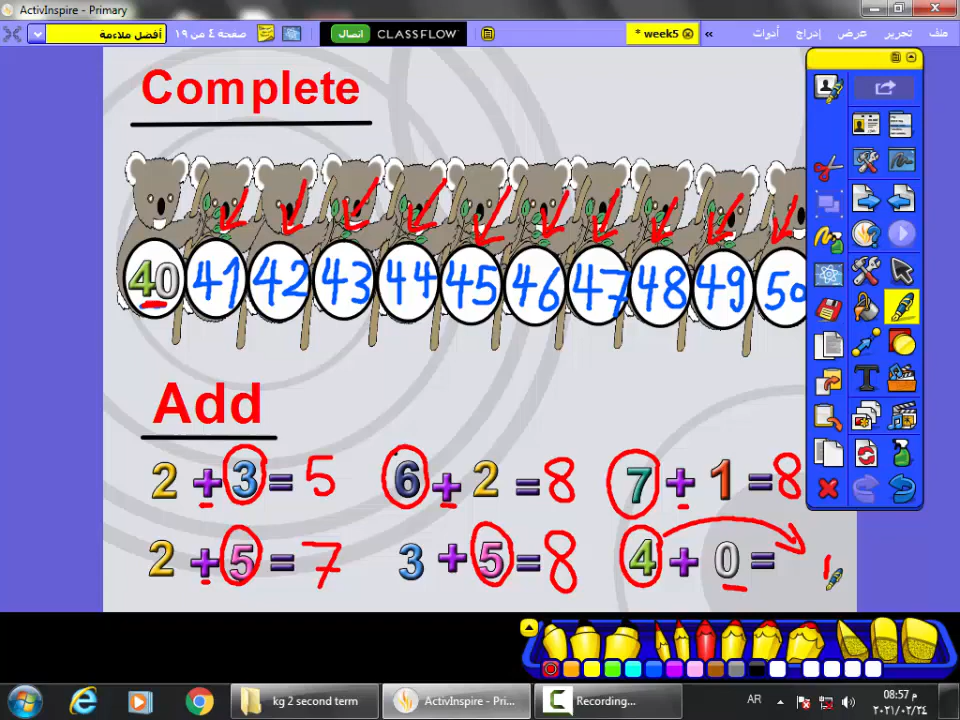 ActivInspire - Primary
ملف تحرير عرض إدراج أدوات » * week5 اتصال CLASSFLOW صفحة ٤ من ١٩ أفضل ملاءمة
Complete
40 41 42 43 44 45 46 47 48 49 50
Add
2 + 3 = 5 6 + 2 = 8 7 + 1 = 8
2 + 5 = 7 3 + 5 = 8 4 + 0 =
kg 2 second term ActivInspire - Pri... Recording... AR ٠٨:٥٧ م
٢٠٢١/٠٢/٢٤